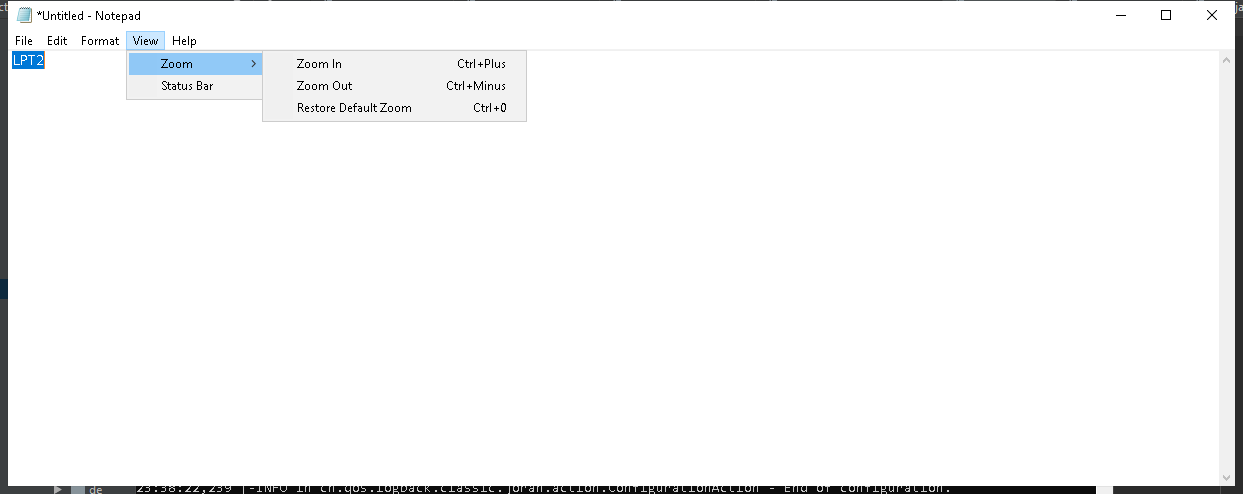 *Untitled - Notepad
File Edit Format View Help
LPT2
Zoom
Status Bar
Zoom In Ctrl+Plus
Zoom Out Ctrl+Minus
Restore Default Zoom Ctrl+0
de
23:38:22,239 |-INFO in ch.qos.logback.classic.joran.action.ConfigurationAction - End of configuration.